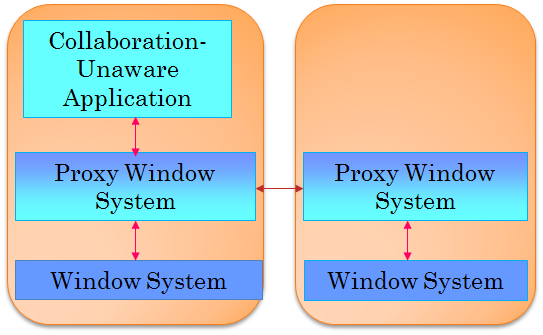 Collaboration-
Unaware
Application
Proxy Window
System
Window System
Proxy Window
System
Window System